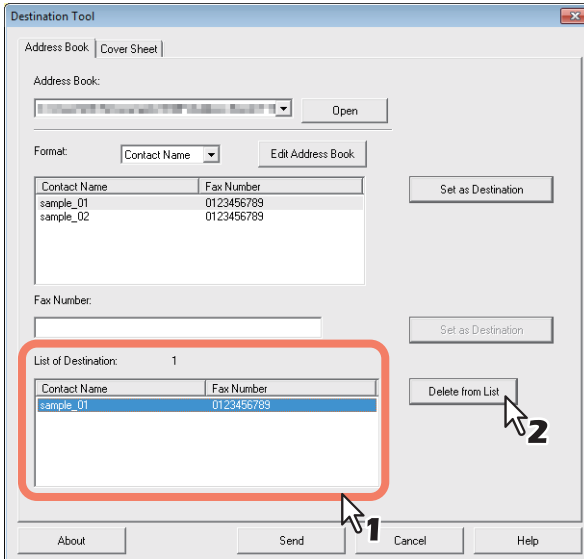 Destination Tool
Address Book Cover Sheet
Address Book:
Open
Format: Contact Name Edit Address Book
Contact Name Fax Number
sample_01 0123456789
sample_02 0123456789
Set as Destination
Fax Number:
Set as Destination
List of Destination: 1
Contact Name Fax Number
sample_01 0123456789
Delete from List
2
1
About Send Cancel Help